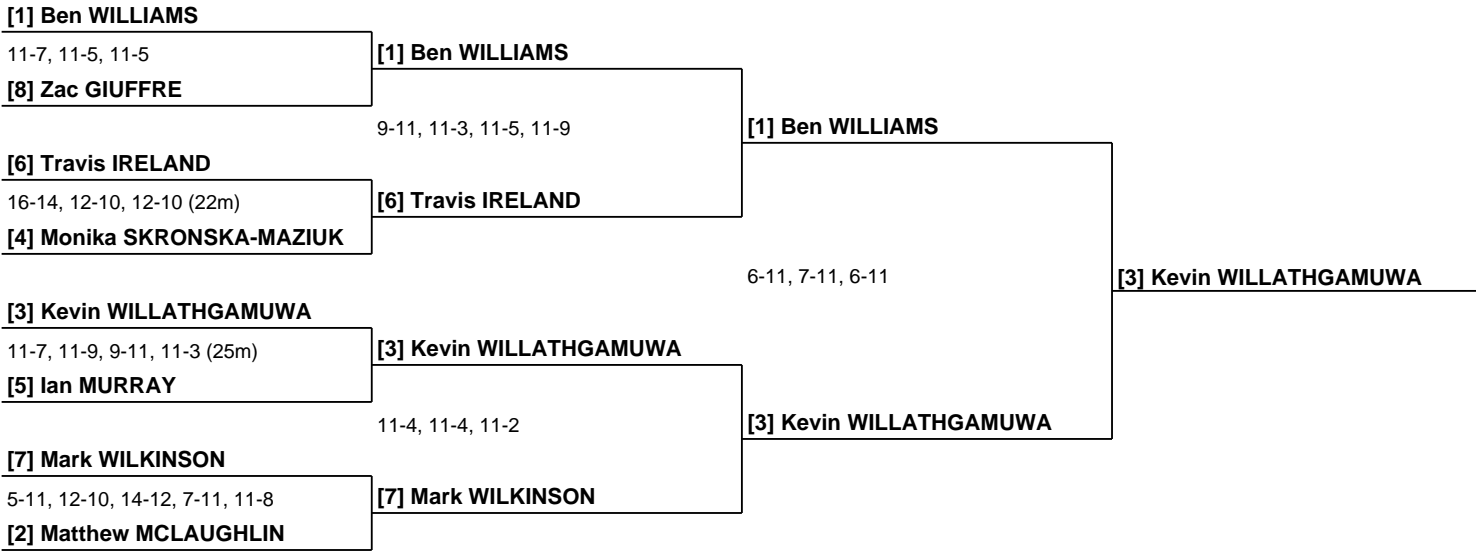 [1] Ben WILLIAMS
11-7, 11-5, 11-5
[8] Zac GIUFFRE
[6] Travis IRELAND
16-14, 12-10, 12-10 (22m)
[4] Monika SKRONSKA-MAZIUK
[3] Kevin WILLATHGAMUWA
11-7, 11-9, 9-11, 11-3 (25m)
[5] Ian MURRAY
[7] Mark WILKINSON
5-11, 12-10, 14-12, 7-11, 11-8
[2] Matthew MCLAUGHLIN
[1] Ben WILLIAMS
9-11, 11-3, 11-5, 11-9
[6] Travis IRELAND
[3] Kevin WILLATHGAMUWA
11-4, 11-4, 11-2
[7] Mark WILKINSON
[1] Ben WILLIAMS
6-11, 7-11, 6-11
[3] Kevin WILLATHGAMUWA
[3] Kevin WILLATHGAMUWA